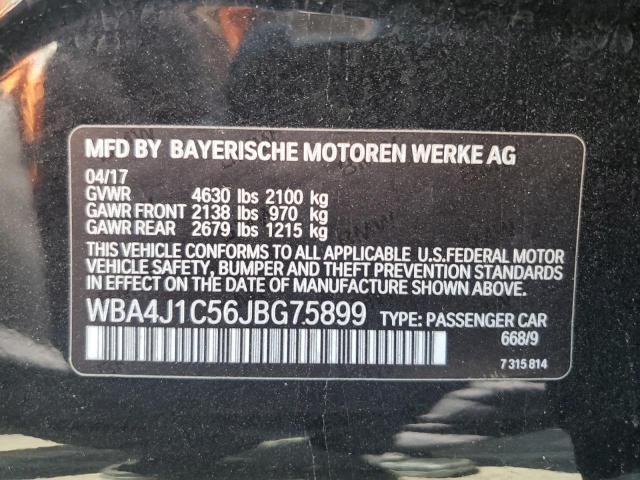 MFD BY BAYERISCHE MOTOREN WERKE AG
04/17
GVWR 4630 lbs 2100 kg
GAWR FRONT 2138 lbs 970 kg
GAWR REAR 2679 lbs 1215 kg
THIS VEHICLE CONFORMS TO ALL APPLICABLE U.S.FEDERAL MOTOR
VEHICLE SAFETY, BUMPER AND THEFT PREVENTION STANDARDS
IN EFFECT ON DATE OF MANUFACTURE SHOWN ABOVE.
WBA4J1C56JBG75899 TYPE: PASSENGER CAR
668/9
7 315 814